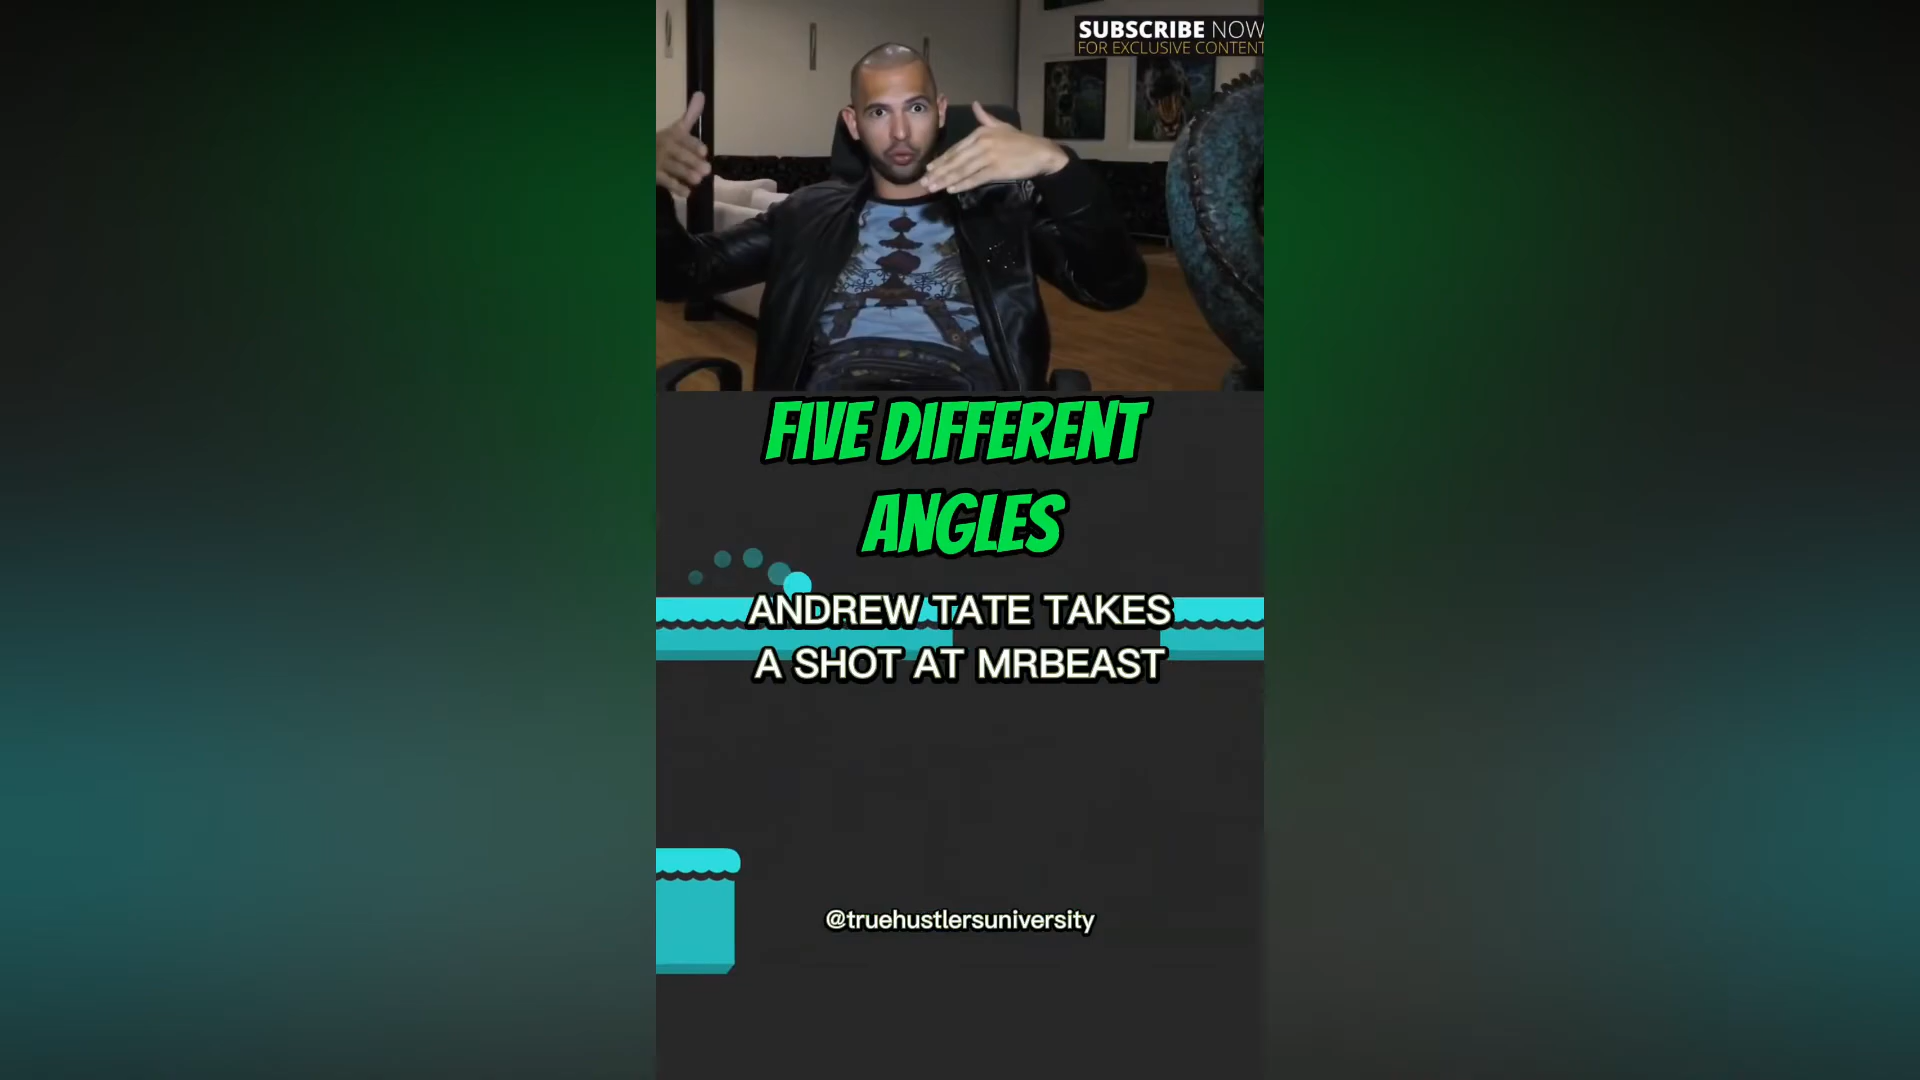 SUBSCRIBE NOW
FOR EXCLUSIVE CONTENT
FIVE DIFFERENT
ANGLES
ANDREW TATE TAKES
A SHOT AT MRBEAST
@truehustlersuniversity